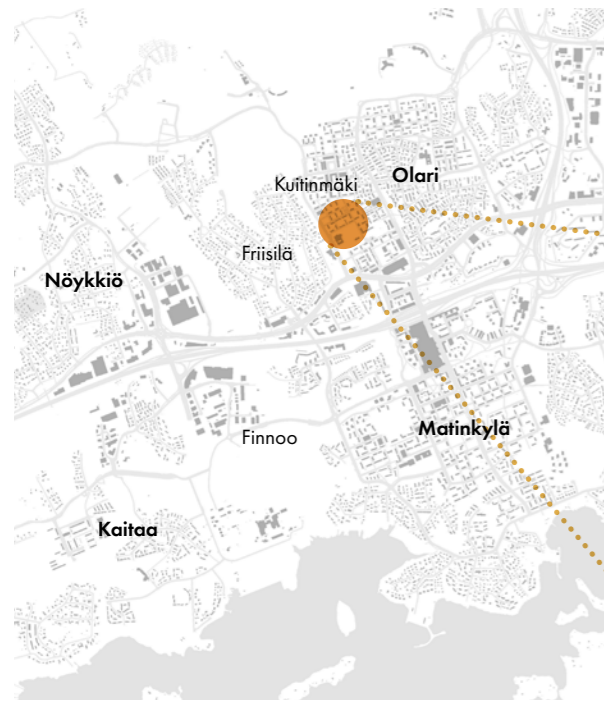 Olari
Kuitinmäki
Friisilä
Nöykkiö
Matinkylä
Finnoo
Kaitaa